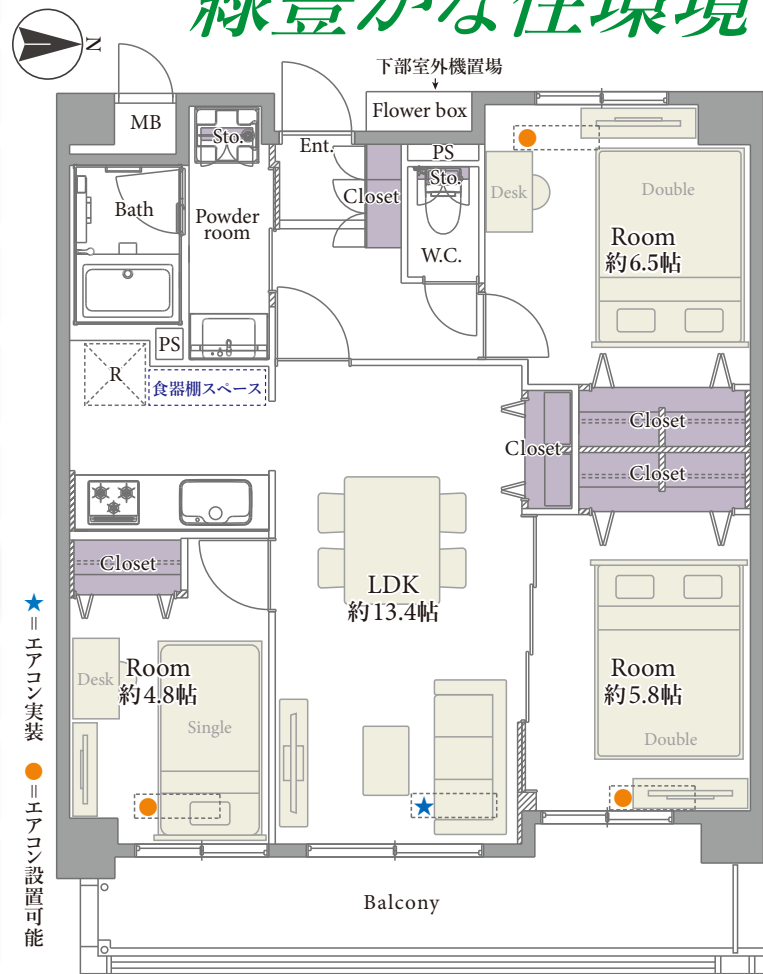 緑豊かな住環境
N
下部室外機置場
Flower box
MB
Sto.
Ent.
PS
Sto.
Closet
W.C.
Bath
Powder
room
Desk
Double
Room
約6.5帖
PS
R
食器棚スペース
Closet
Closet
Closet
Closet
LDK
約13.4帖
Desk
Room
約4.8帖
Single
Room
約5.8帖
Double
★=エアコン実装 ●=エアコン設置可能
Balcony